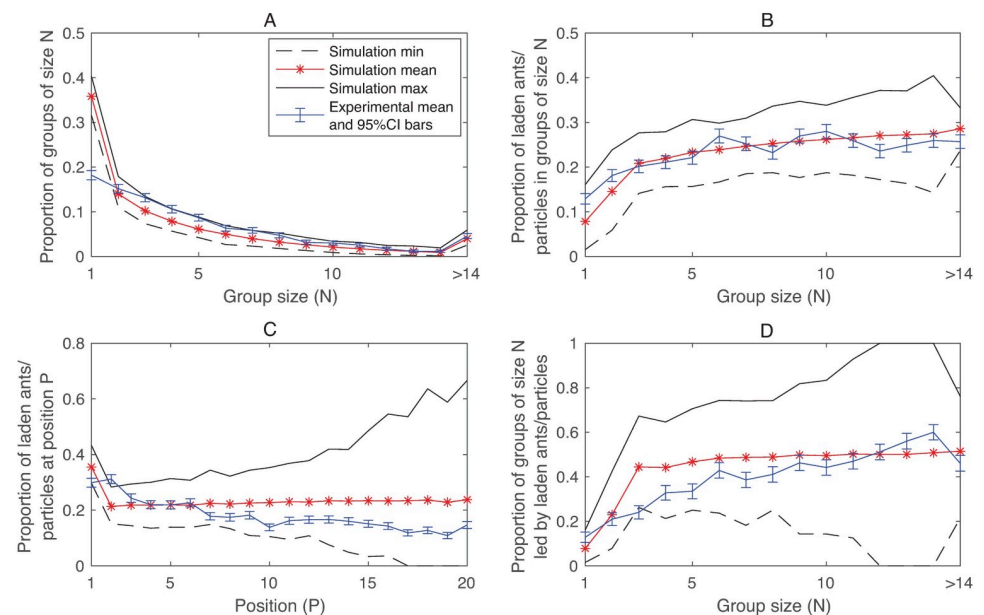 A
Proportion of groups of size N
0.5
0.4
0.3
0.2
0.1
0
1
5
10
>14
Group size (N)
Simulation min
Simulation mean
Simulation max
Experimental mean
and 95%CI bars
B
Proportion of laden ants/
particles in groups of size N
0.5
0.4
0.3
0.2
0.1
0
1
5
10
>14
Group size (N)
C
Proportion of laden ants/
particles at position P
0.8
0.6
0.4
0.2
0
1
5
10
15
20
Position (P)
D
Proportion of groups of size N
led by laden ants/particles
1
0.8
0.6
0.4
0.2
0
1
5
10
>14
Group size (N)